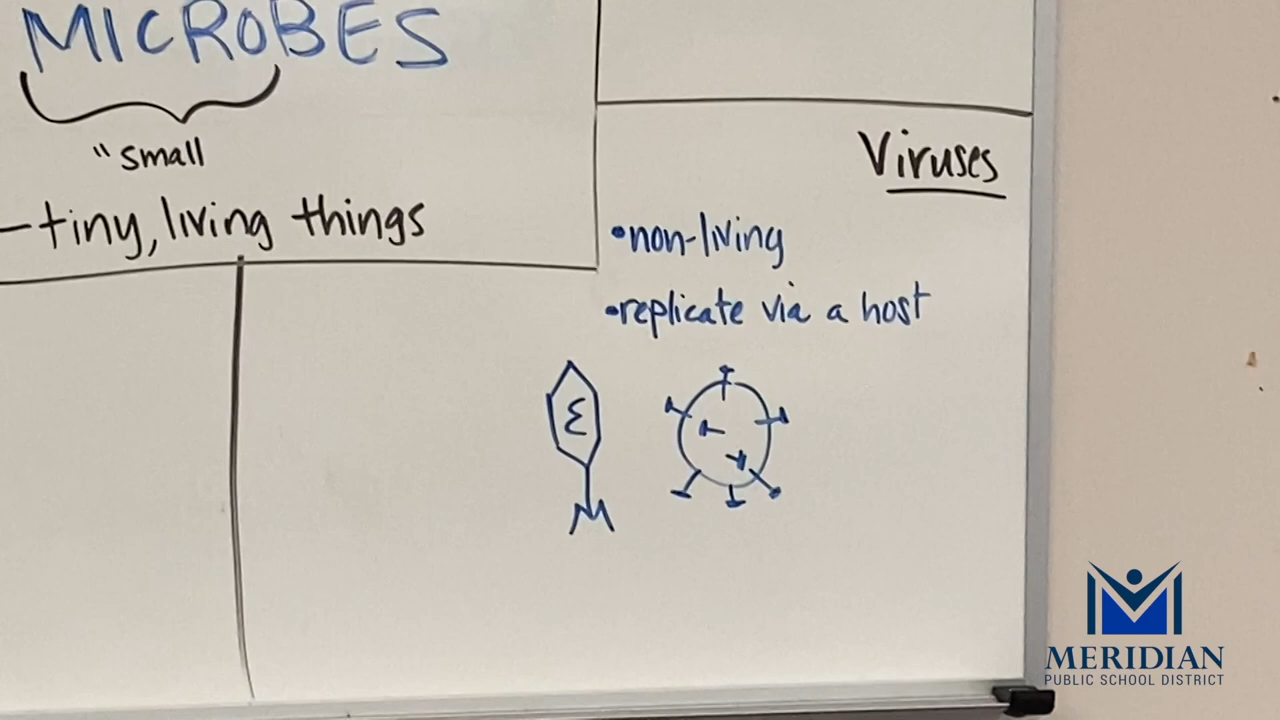 MICROBES
"small
-tiny, living things
Viruses
•non-living
•replicate via a host
MERIDIAN
PUBLIC SCHOOL DISTRICT